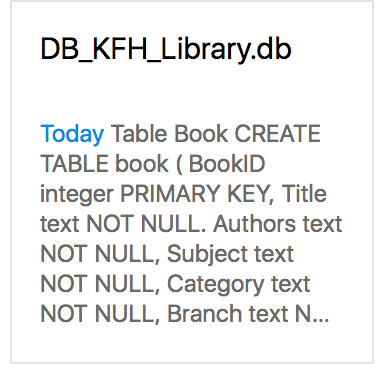 DB_KFH_Library.db
Today Table Book CREATE
TABLE book ( BookID
integer PRIMARY KEY, Title
text NOT NULL. Authors text
NOT NULL, Subject text
NOT NULL, Category text
NOT NULL, Branch text N...